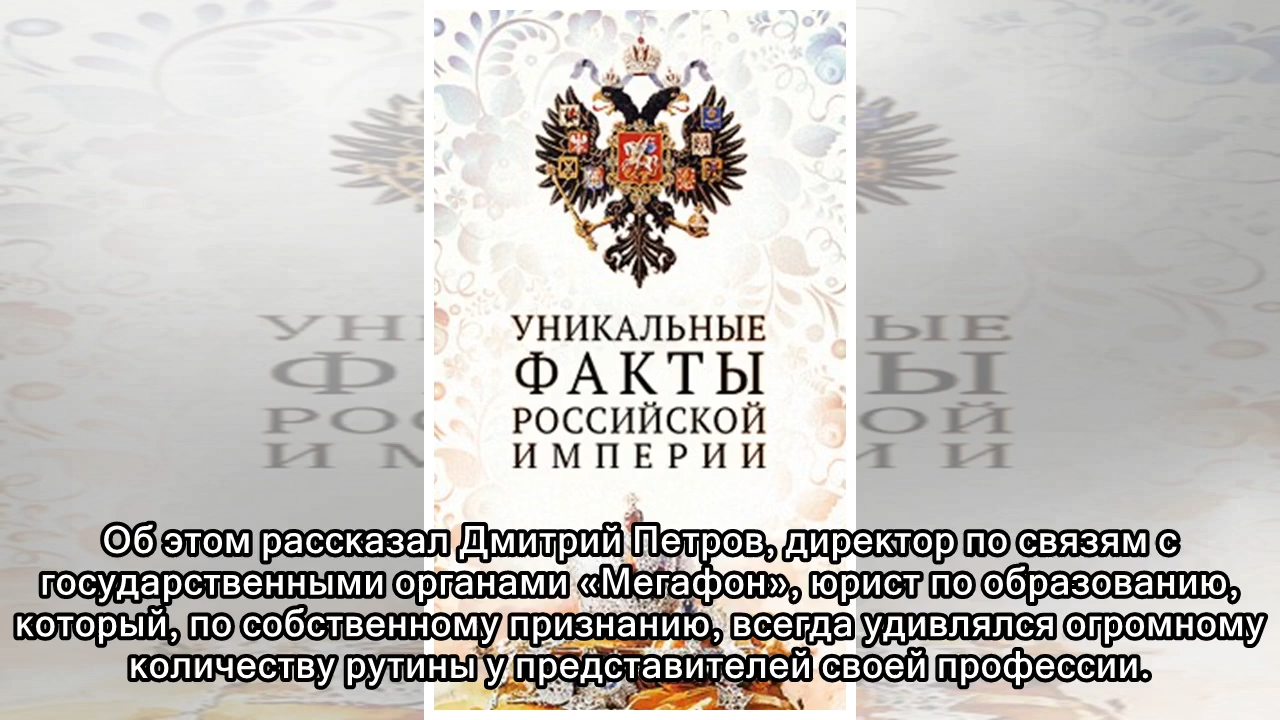 УНИКАЛЬНЫЕ
ФАКТЫ
РОССИЙСКОЙ
ИМПЕРИИ
Об этом рассказал Дмитрий Петров, директор по связям с
государственными органами «Мегафон», юрист по образованию,
который, по собственному признанию, всегда удивлялся огромному
количеству рутины у представителей своей профессии.